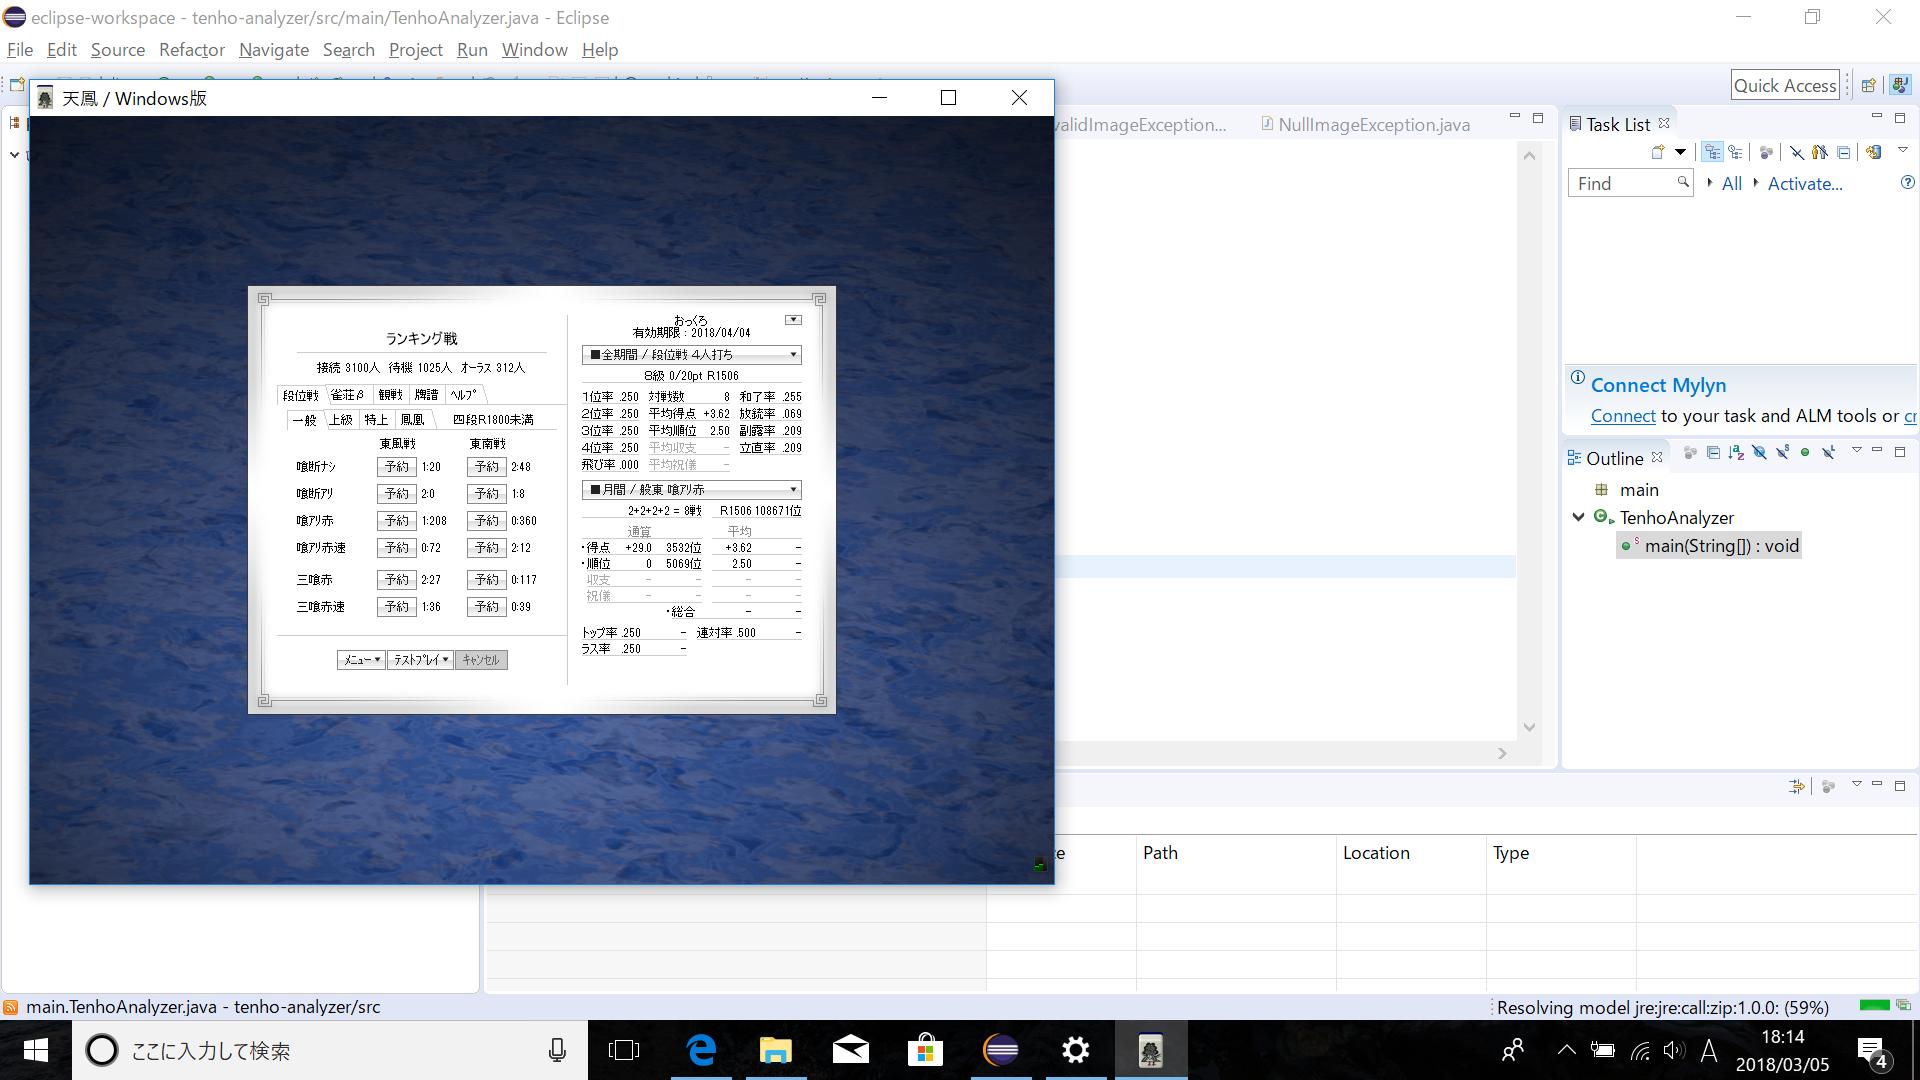 eclipse-workspace - tenho-analyzer/src/main/TenhoAnalyzer.java - Eclipse
File Edit Source Refactor Navigate Search Project Run Window Help
Quick Access
天鳳 / Windows版
validImageException... NullImageException.java
Task List
Find All Activate...
ランキング戦
接続 3100人 待機 1025人 オーラス 312人
段位戦 雀荘β 観戦 牌譜 ヘルプ
一般 上級 特上 鳳凰 四段R1800未満
東風戦 東南戦
喰断ナシ 予約 1:20 予約 2:48
喰断アリ 予約 2:0 予約 1:8
喰アリ赤 予約 1:208 予約 0:360
喰アリ赤速 予約 0:72 予約 2:12
三喰赤 予約 2:27 予約 0:117
三喰赤速 予約 1:36 予約 0:39
メニュー テストプレイ キャンセル
おっくろ
有効期限 : 2018/04/04
■全期間 / 段位戦 4人打ち
8級 0/20pt R1506
1位率 .250 対戦数 8 和了率 .255
2位率 .250 平均得点 +3.62 放銃率 .069
3位率 .250 平均順位 2.50 副露率 .209
4位率 .250 平均収支 - 立直率 .209
飛び率 .000 平均祝儀 -
■月間 / 般東 喰アリ赤
2+2+2+2 = 8戦 R1506 108671位
通算 平均
・得点 +29.0 3532位 +3.62 -
・順位 0 5069位 2.50 -
収支 - - - -
祝儀 - - - -
・総合 - -
トップ率 .250 - 連対率 .500 -
ラス率 .250 -
Connect Mylyn
Connect to your task and ALM tools or cr
Outline
main
TenhoAnalyzer
main(String[]) : void
Path Location Type
main.TenhoAnalyzer.java - tenho-analyzer/src
Resolving model jre:jre:call:zip:1.0.0: (59%)
ここに入力して検索
A
18:14
2018/03/05
4